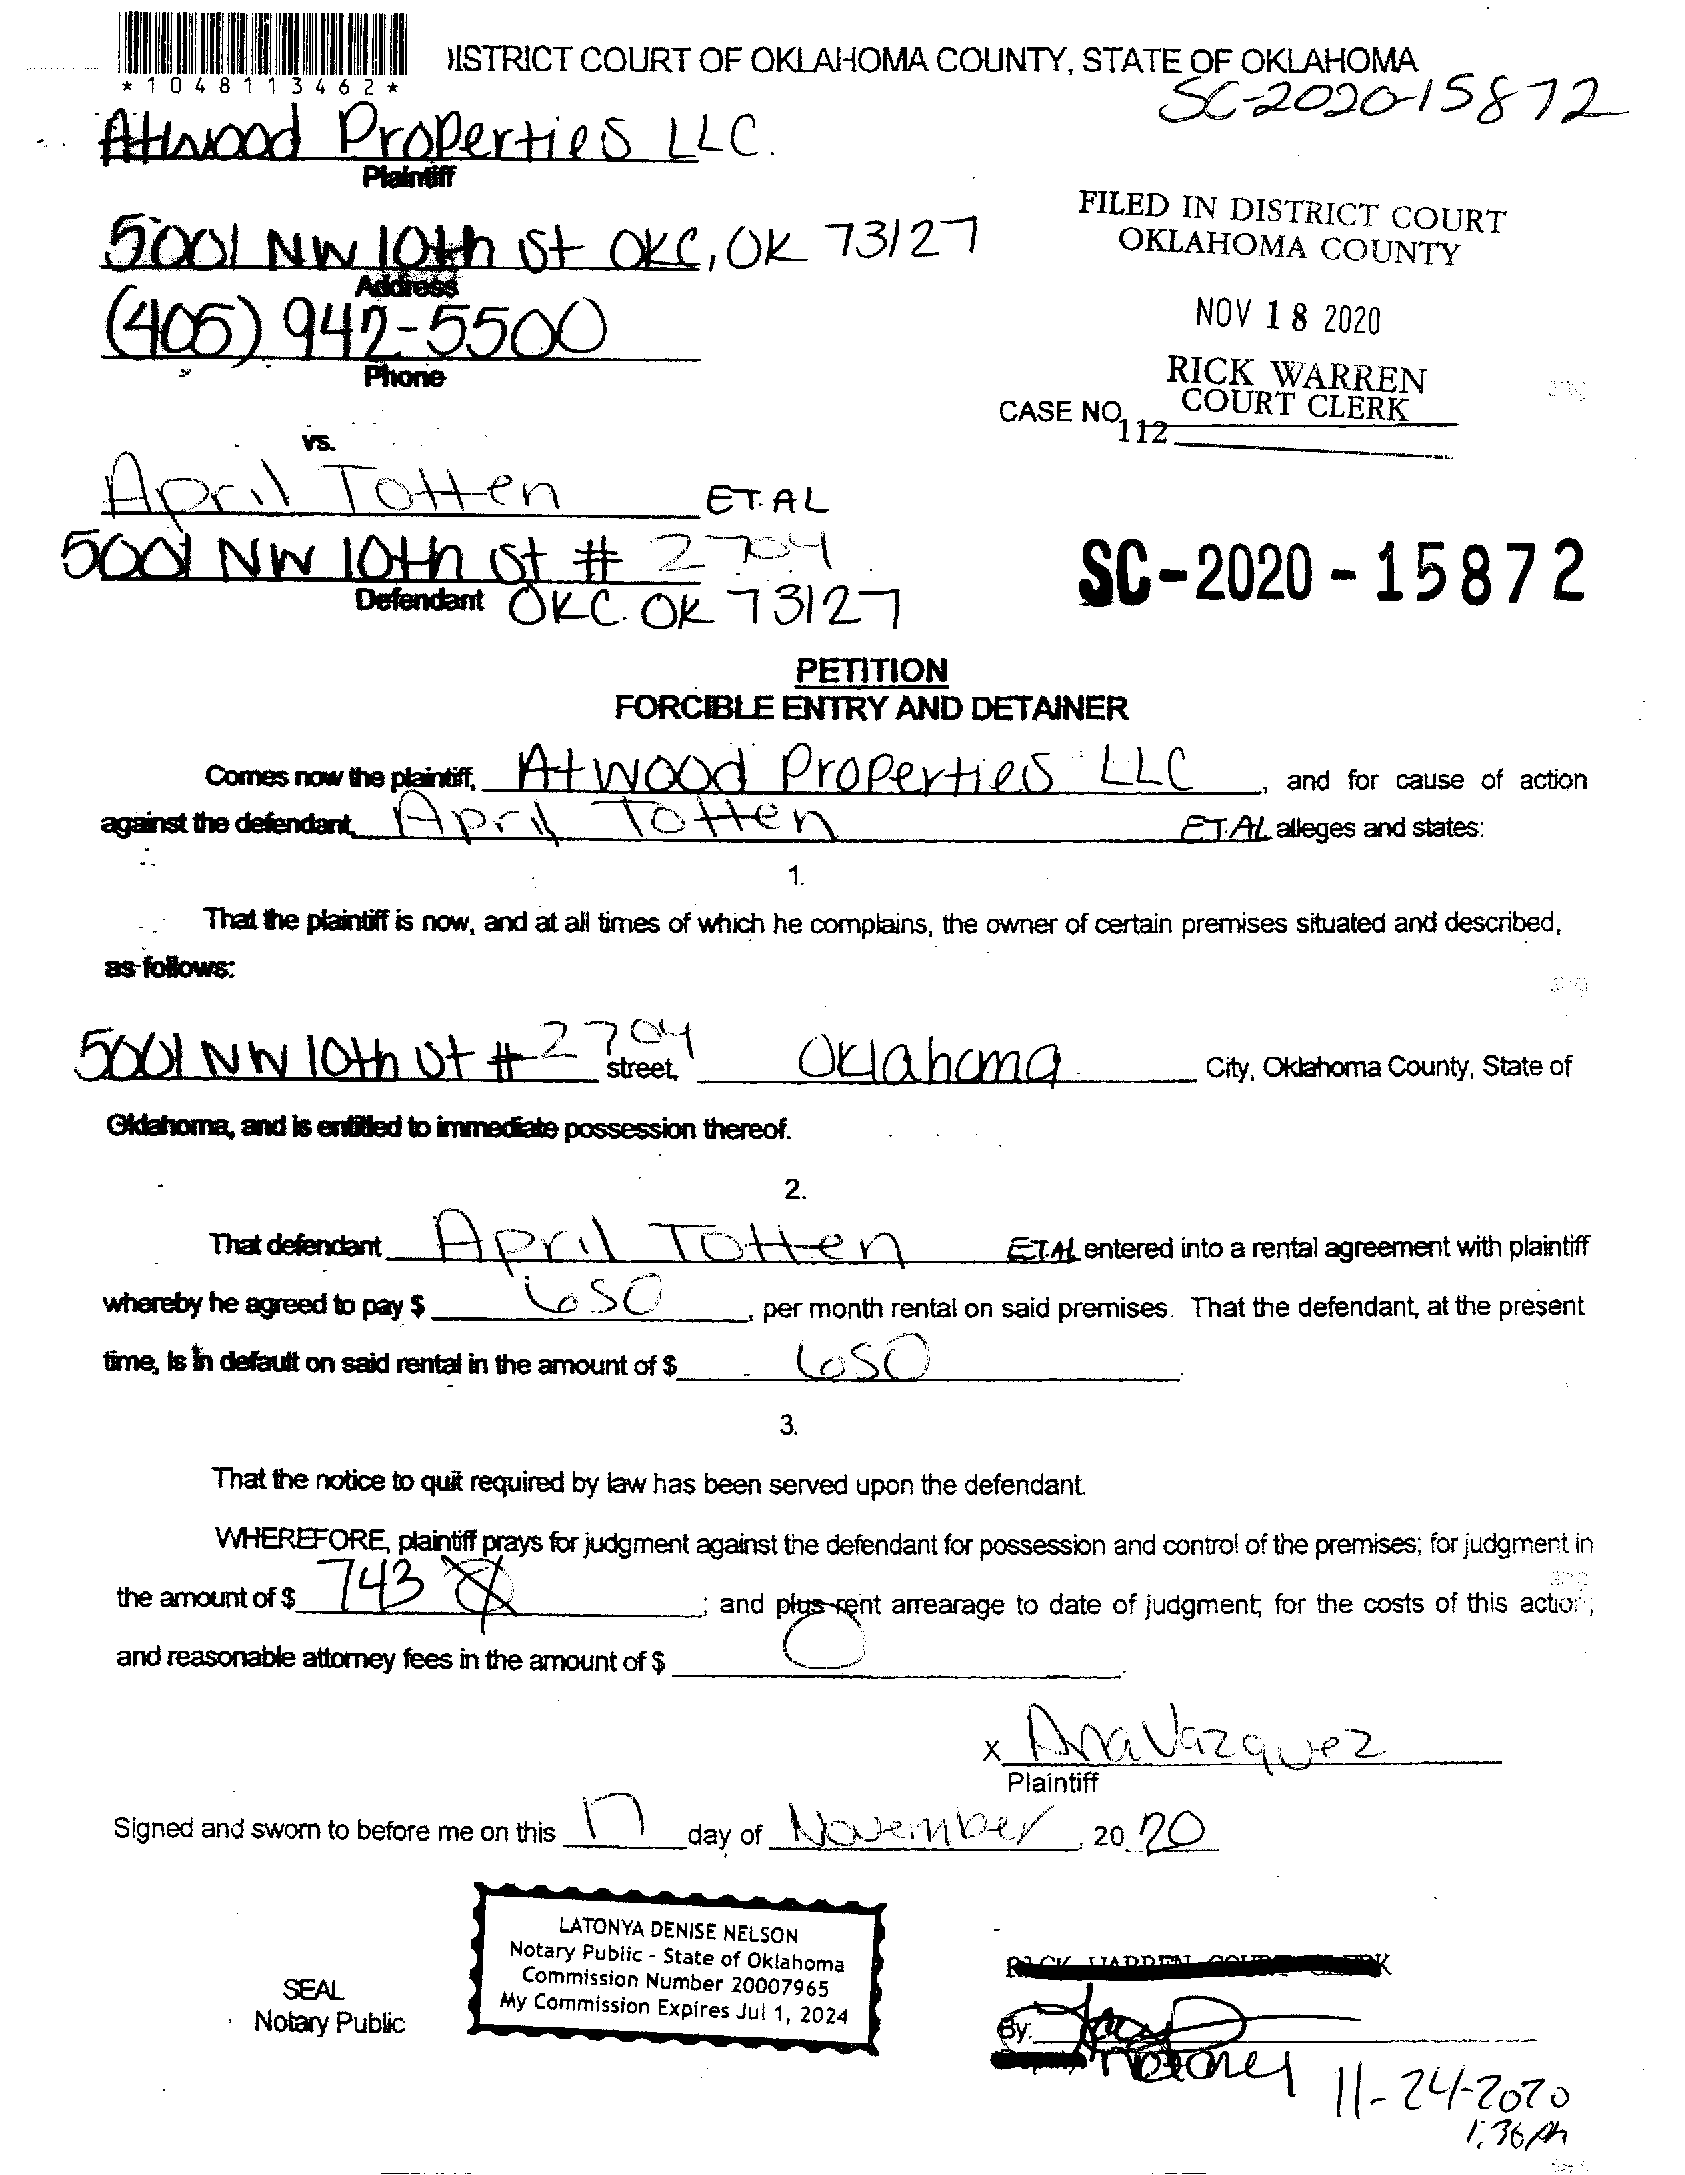 *1048113462*
DISTRICT COURT OF OKLAHOMA COUNTY, STATE OF OKLAHOMA
SC-2020-15872
Atwood Properties LLC.
Plaintiff
5001 NW 10th St OKC, OK 73127
Address
(405) 942-5500
Phone
FILED IN DISTRICT COURT
OKLAHOMA COUNTY
NOV 18 2020
RICK WARREN
COURT CLERK
CASE NO.
112
vs.
April Totten ET.AL
5001 NW 10th St # 2704
Defendant OKC. OK 73127
SC-2020-15872
PETITION
FORCIBLE ENTRY AND DETAINER
Comes now the plaintiff, Atwood Properties LLC, and for cause of action
against the defendant, April Totten ET.AL alleges and states:
1.
That the plaintiff is now, and at all times of which he complains, the owner of certain premises situated and described,
as follows:
5001 NW 10th St # 2704 street, Oklahoma City, Oklahoma County, State of
Oklahoma, and is entitled to immediate possession thereof.
2.
That defendant April Totten ET.AL entered into a rental agreement with plaintiff
whereby he agreed to pay $ 650, per month rental on said premises. That the defendant, at the present
time, is in default on said rental in the amount of $ 650
3.
That the notice to quit required by law has been served upon the defendant.
WHEREFORE, plaintiff prays for judgment against the defendant for possession and control of the premises; for judgment in
the amount of $ 743; and plus rent arrearage to date of judgment; for the costs of this action;
and reasonable attorney fees in the amount of $ 0
x Ana Vazquez
Plaintiff
Signed and sworn to before me on this 17 day of November, 2020
LATONYA DENISE NELSON
Notary Public - State of Oklahoma
Commission Number 20007965
My Commission Expires Jul 1, 2024
SEAL
Notary Public
RICK WARREN COURT CLERK
By:
notary
11-24-2020
1:36 PM